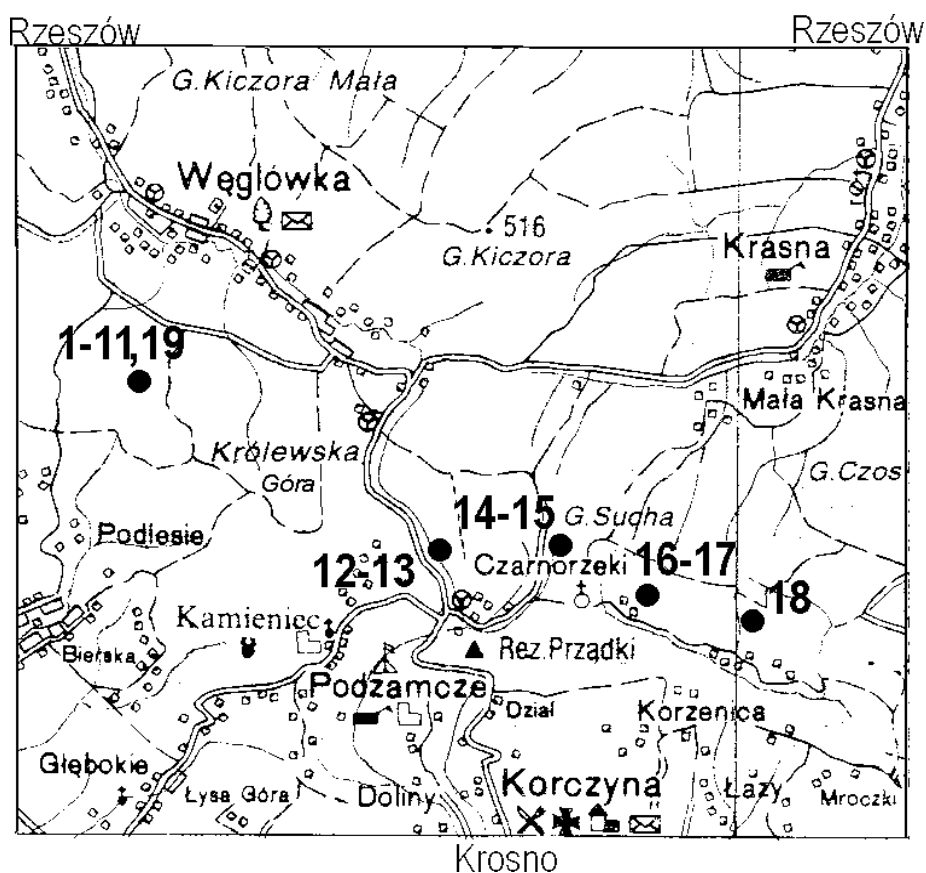 Rzeszów
Rzeszów
G.Kiczora Mała
Węglówka
516
G.Kiczora
Krasna
1-11,19
Mała Krasna
Królewska
Góra
G.Czos
14-15
G.Sucha
Podlesie
12-13
Czarnorzeki
16-17
18
Kamieniec
Bierska
Rez.Prządki
Podzamcze
Dział
Korzenica
Głębokie
Łysa Góra
Doliny
Korczyna
Łazy
Mroczki
Krosno